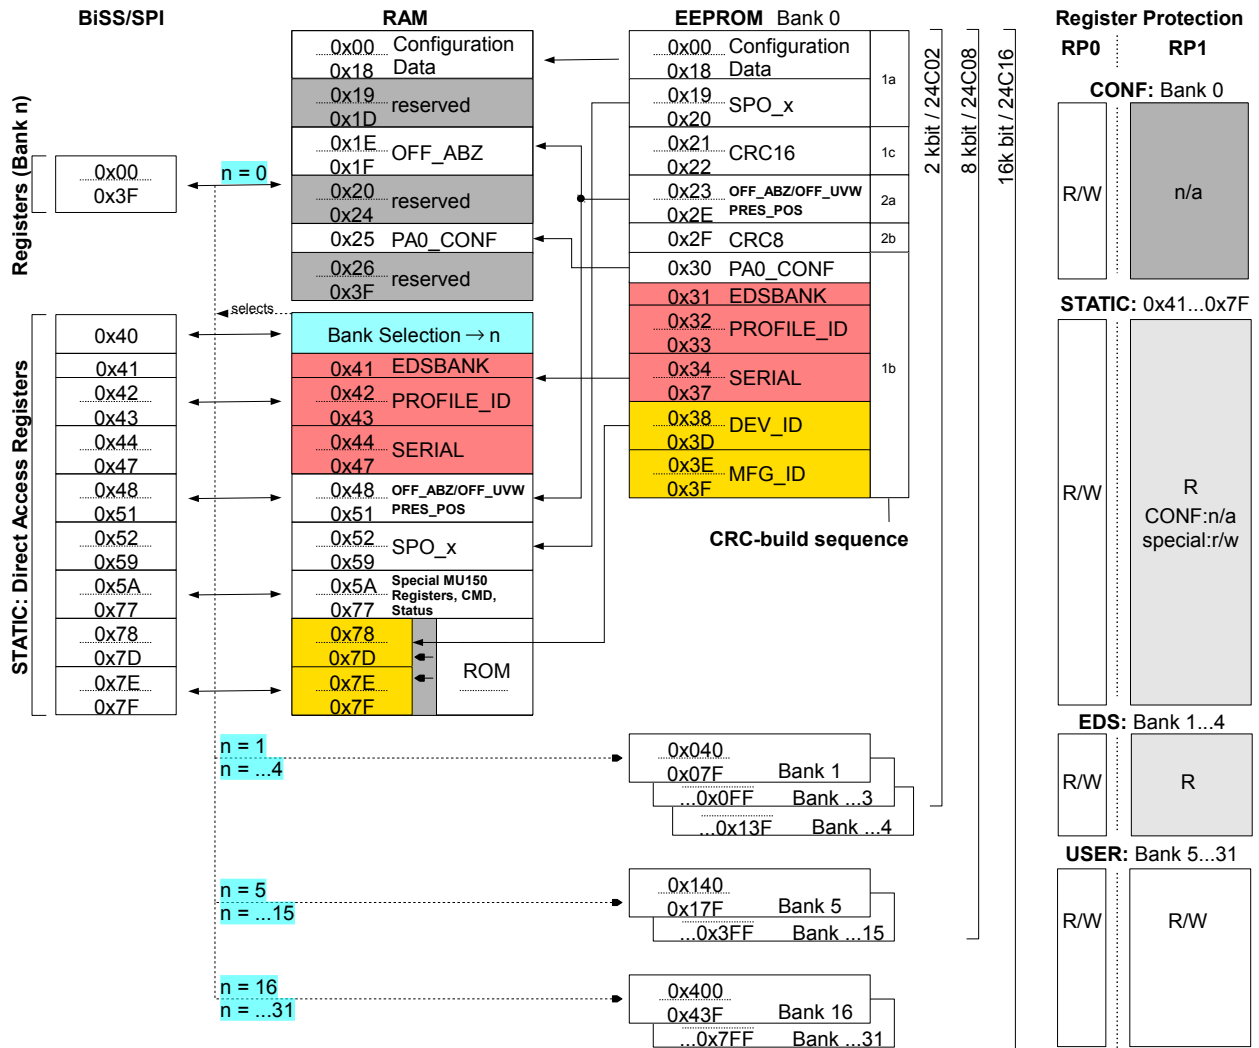 BiSS/SPI
RAM
EEPROM Bank 0
Register Protection
RP0 RP1
Registers (Bank n)
0x00
0x3F
n = 0
0x00
0x18
Configuration
Data
0x19
0x1D
reserved
0x1E
0x1F
OFF_ABZ
0x20
0x24
reserved
0x25 PA0_CONF
0x26
0x3F
reserved
0x00
0x18
Configuration
Data
0x19
0x20
SPO_x
1a
0x21
0x22
CRC16
1c
0x23
0x2E
OFF_ABZ/OFF_UVW
PRES_POS
2a
0x2F CRC8
2b
0x30 PA0_CONF
0x31 EDSBANK
0x32
0x33
PROFILE_ID
0x34
0x37
SERIAL
0x38
0x3D
DEV_ID
0x3E
0x3F
MFG_ID
1b
CRC-build sequence
2 kbit / 24C02
8 kbit / 24C08
16k bit / 24C16
CONF: Bank 0
R/W
n/a
STATIC: 0x41...0x7F
R/W
R
CONF:n/a
special:r/w
EDS: Bank 1...4
R/W
R
USER: Bank 5...31
R/W
R/W
STATIC: Direct Access Registers
selects
0x40
0x41
0x42
0x43
0x44
0x47
0x48
0x51
0x52
0x59
0x5A
0x77
0x78
0x7D
0x7E
0x7F
Bank Selection → n
0x41 EDSBANK
0x42
0x43
PROFILE_ID
0x44
0x47
SERIAL
0x48
0x51
OFF_ABZ/OFF_UVW
PRES_POS
0x52
0x59
SPO_x
0x5A
0x77
Special MU150
Registers, CMD,
Status
0x78
0x7D
0x7E
0x7F
ROM
n = 1
n = ...4
0x040
0x07F Bank 1
...0x0FF Bank ...3
...0x13F Bank ...4
n = 5
n = ...15
0x140
0x17F Bank 5
...0x3FF Bank ...15
n = 16
n = ...31
0x400
0x43F Bank 16
...0x7FF Bank ...31